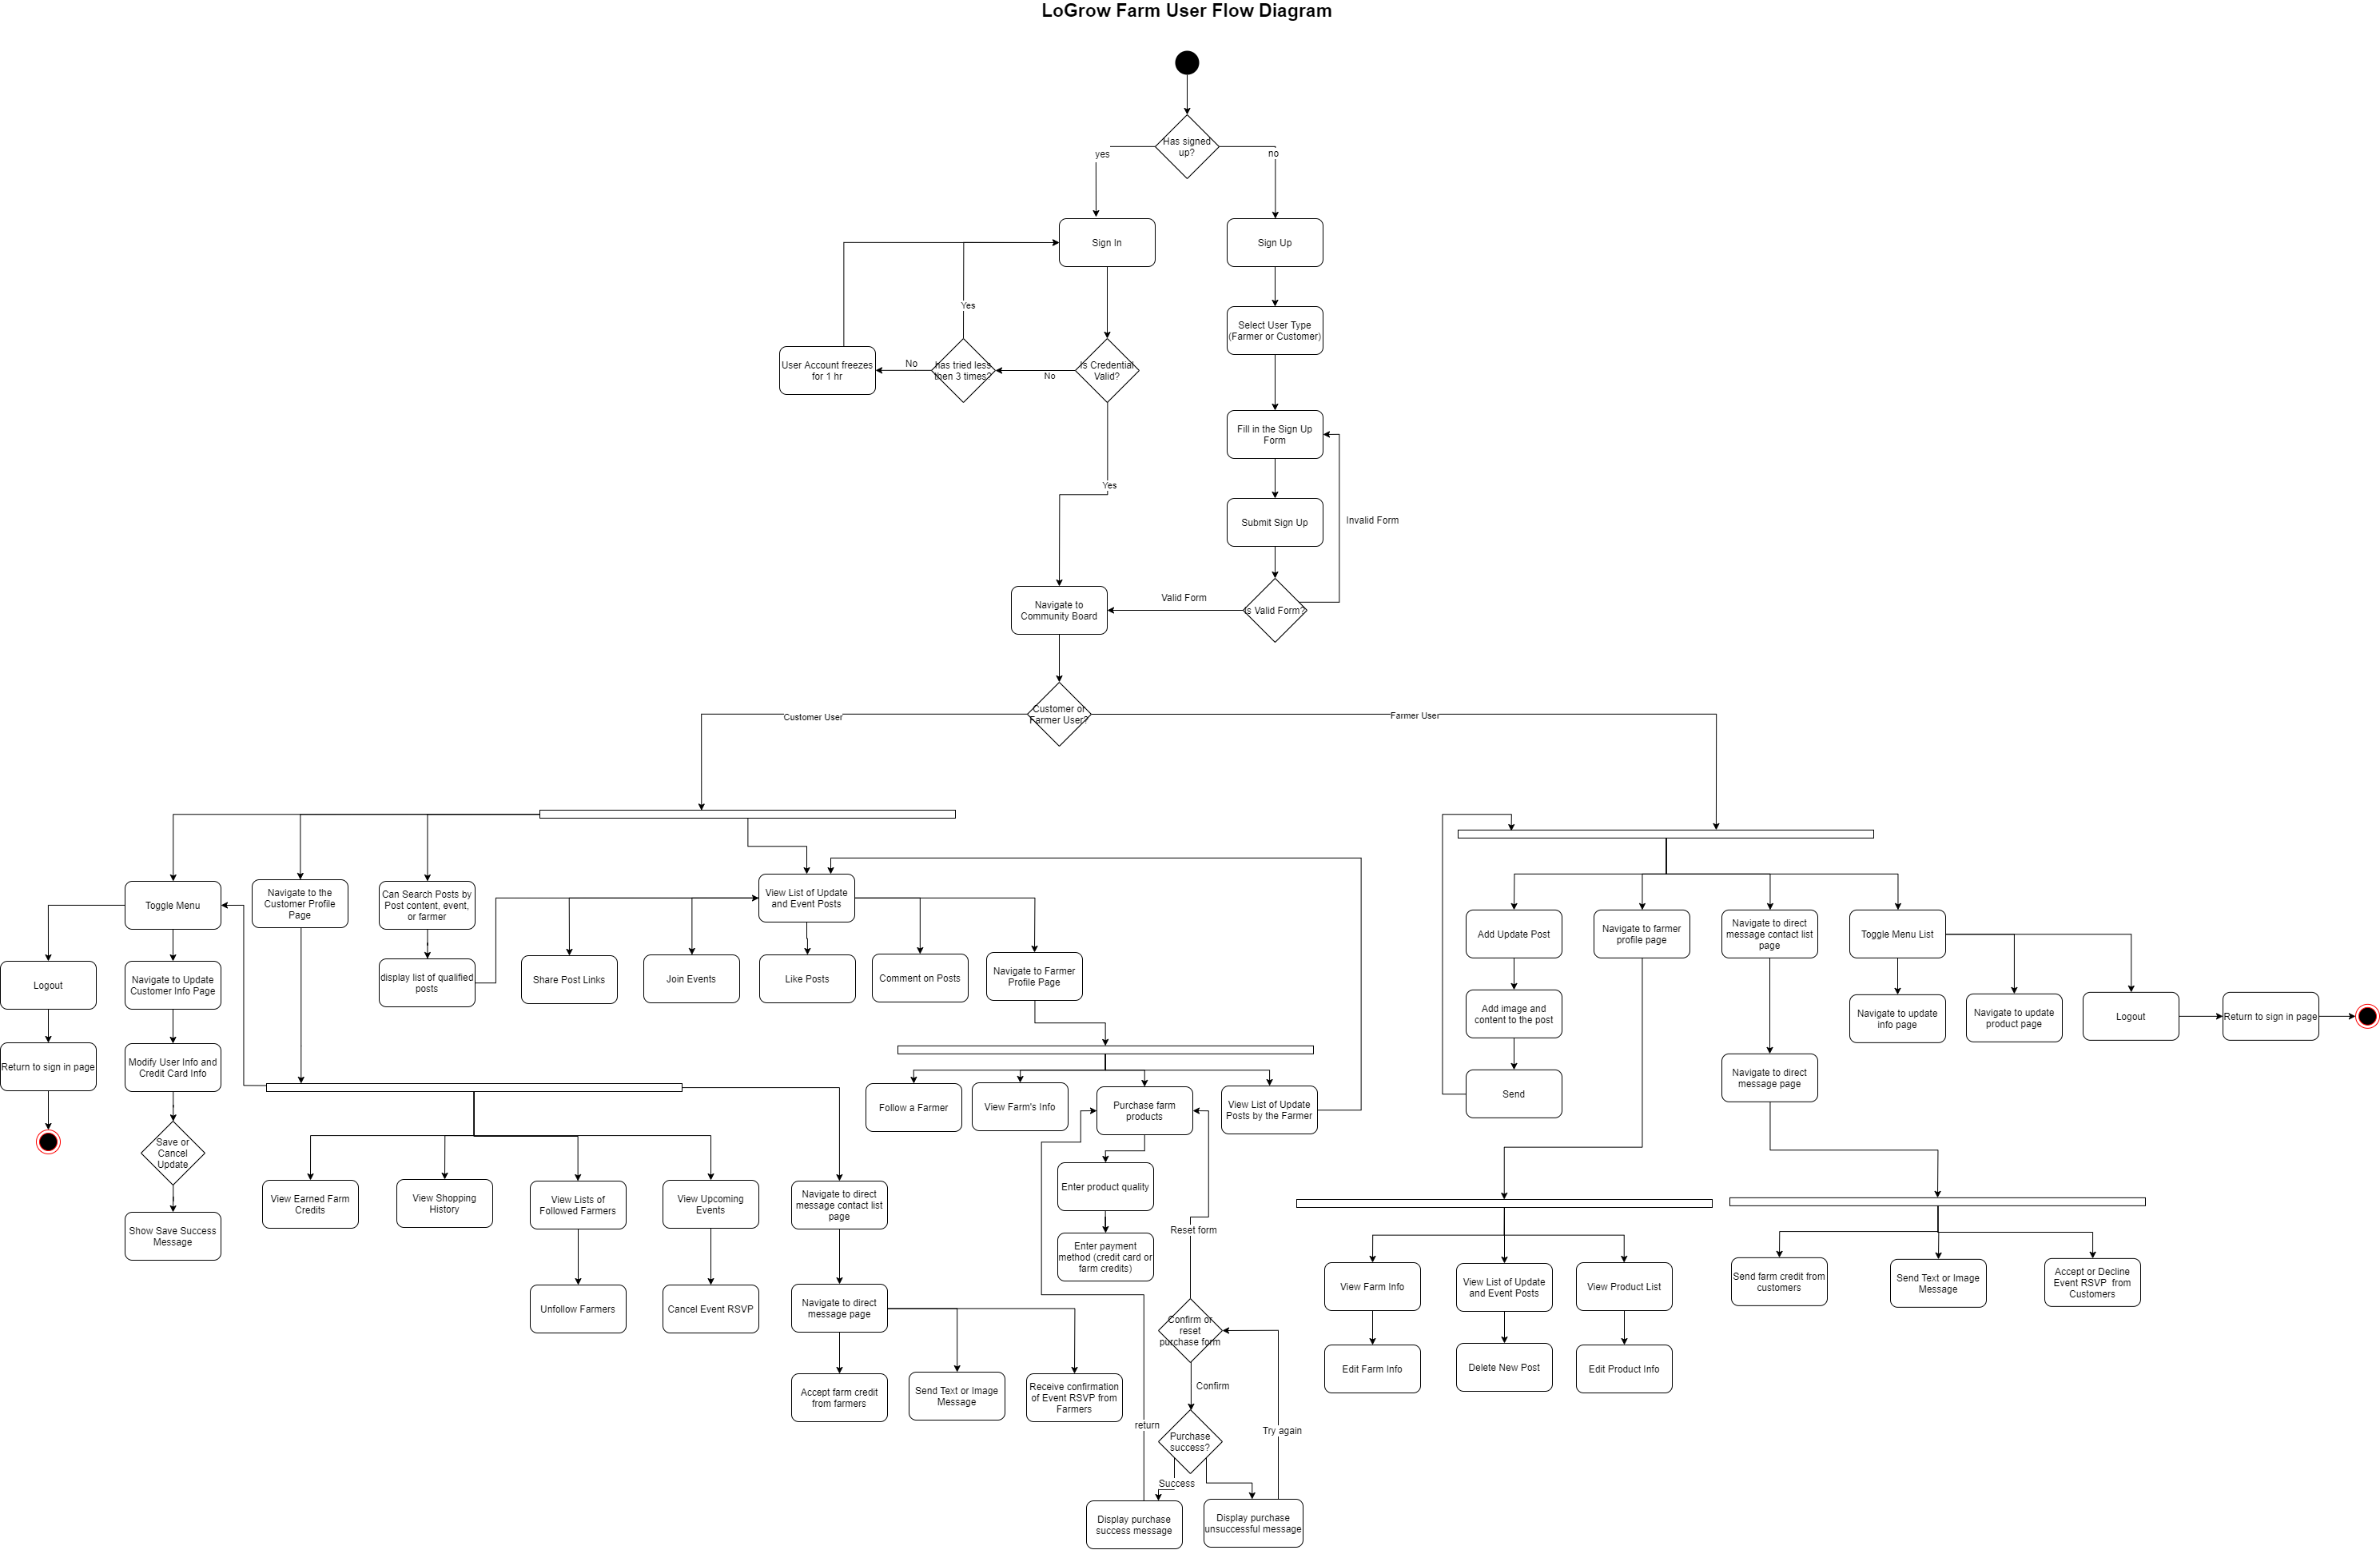 LoGrow Farm User Flow Diagram
Has signed
up?
yes
no
Sign In
Sign Up
Yes
Select User Type
(Farmer or Customer)
User Account freezes
for 1 hr
No
has tried less
then 3 times?
No
Is Credential
Valid?
Fill in the Sign Up
Form
Yes
Submit Sign Up
Invalid Form
Navigate to
Community Board
Valid Form
Is Valid Form?
Customer or
Farmer User?
Customer User
Farmer User
Toggle Menu
Navigate to the
Customer Profile
Page
Can Search Posts by
Post content, event,
or farmer
View List of Update
and Event Posts
Add Update Post
Navigate to farmer
profile page
Navigate to direct
message contact list
page
Toggle Menu List
Logout
Navigate to Update
Customer Info Page
display list of qualified
posts
Share Post Links
Join Events
Like Posts
Comment on Posts
Navigate to Farmer
Profile Page
Add image and
content to the post
Navigate to update
info page
Navigate to update
product page
Logout
Return to sign in page
Return to sign in page
Modify User Info and
Credit Card Info
Follow a Farmer
View Farm's Info
Purchase farm
products
View List of Update
Posts by the Farmer
Send
Navigate to direct
message page
Save or
Cancel
Update
Show Save Success
Message
View Earned Farm
Credits
View Shopping
History
View Lists of
Followed Farmers
View Upcoming
Events
Navigate to direct
message contact list
page
Enter product quality
Enter payment
method (credit card or
farm credits)
Reset form
Unfollow Farmers
Cancel Event RSVP
Navigate to direct
message page
Confirm or
reset
purchase form
View Farm Info
View List of Update
and Event Posts
View Product List
Send farm credit from
customers
Send Text or Image
Message
Accept or Decline
Event RSVP  from
Customers
Edit Farm Info
Delete New Post
Edit Product Info
Accept farm credit
from farmers
Send Text or Image
Message
Receive confirmation
of Event RSVP from
Farmers
Confirm
return
Try again
Purchase
success?
Success
Display purchase
success message
Display purchase
unsuccessful message